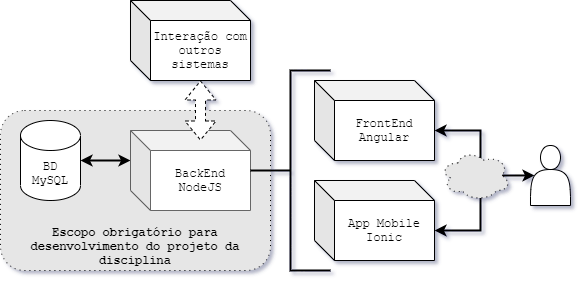 Interação com
outros
sistemas
FrontEnd
Angular
BD
MySQL
BackEnd
NodeJS
App Mobile
Ionic
Escopo obrigatório para
desenvolvimento do projeto da
disciplina